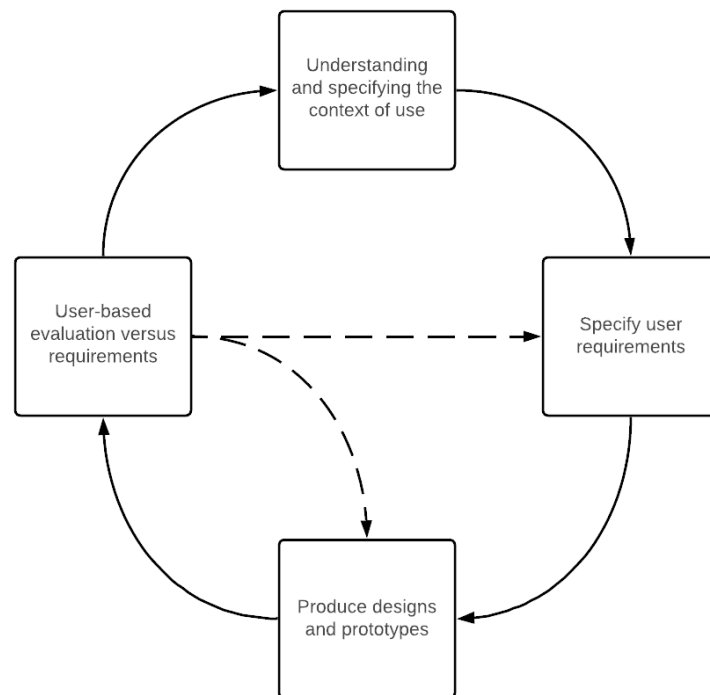 Understanding
and specifying the
context of use
User-based
evaluation versus
requirements
Specify user
requirements
Produce designs
and prototypes